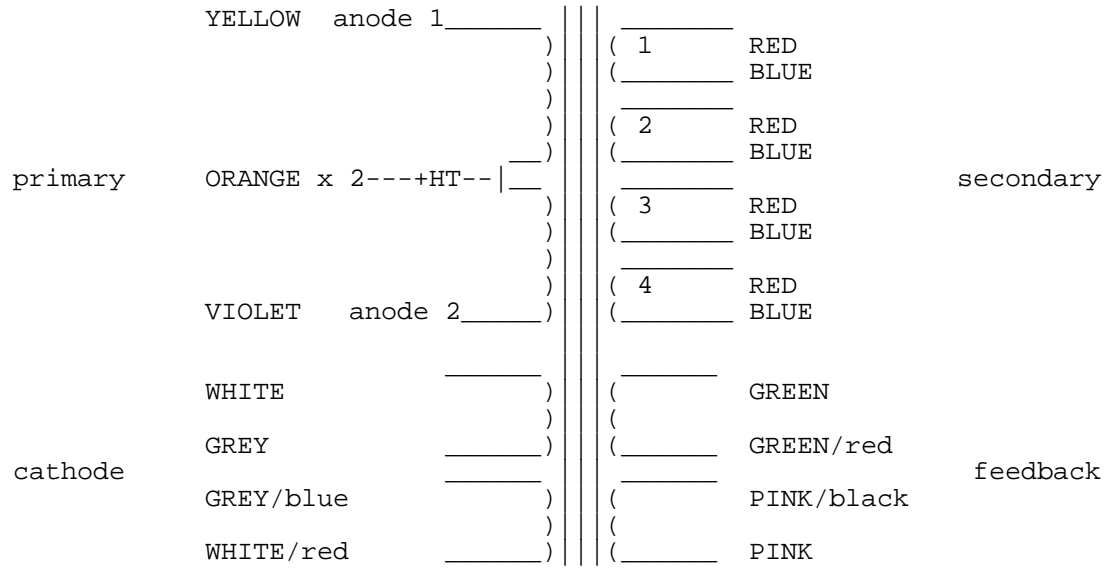 YELLOW anode 1
1 RED
BLUE
2 RED
BLUE
primary ORANGE x 2---+HT-- secondary
3 RED
BLUE
4 RED
VIOLET anode 2 BLUE
WHITE GREEN
GREY GREEN/red
cathode feedback
GREY/blue PINK/black
WHITE/red PINK